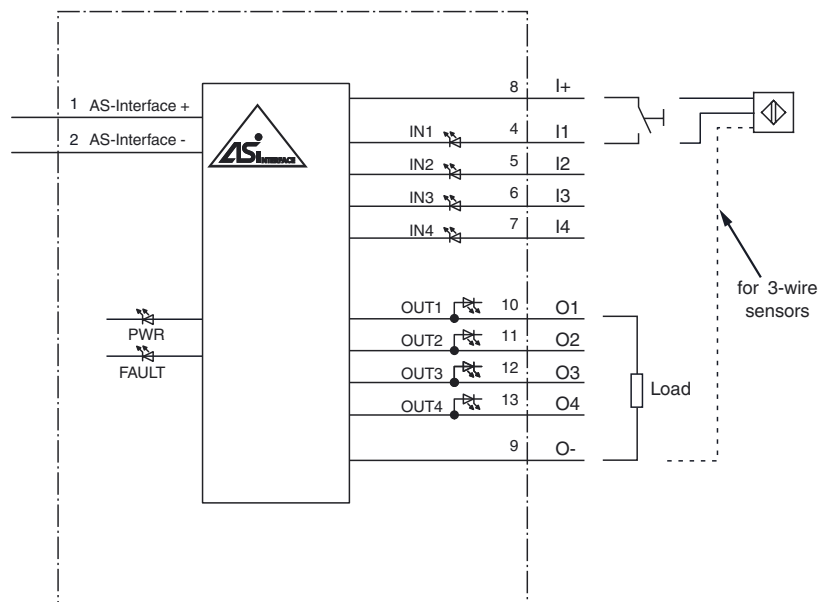 8 I+
1 AS-Interface +
IN1 4 I1
2 AS-Interface -
ASi INTERFACE
IN2 5 I2
IN3 6 I3
IN4 7 I4
for 3-wire
sensors
OUT1 10 O1
PWR
OUT2 11 O2
FAULT
OUT3 12 O3
Load
OUT4 13 O4
9 O-